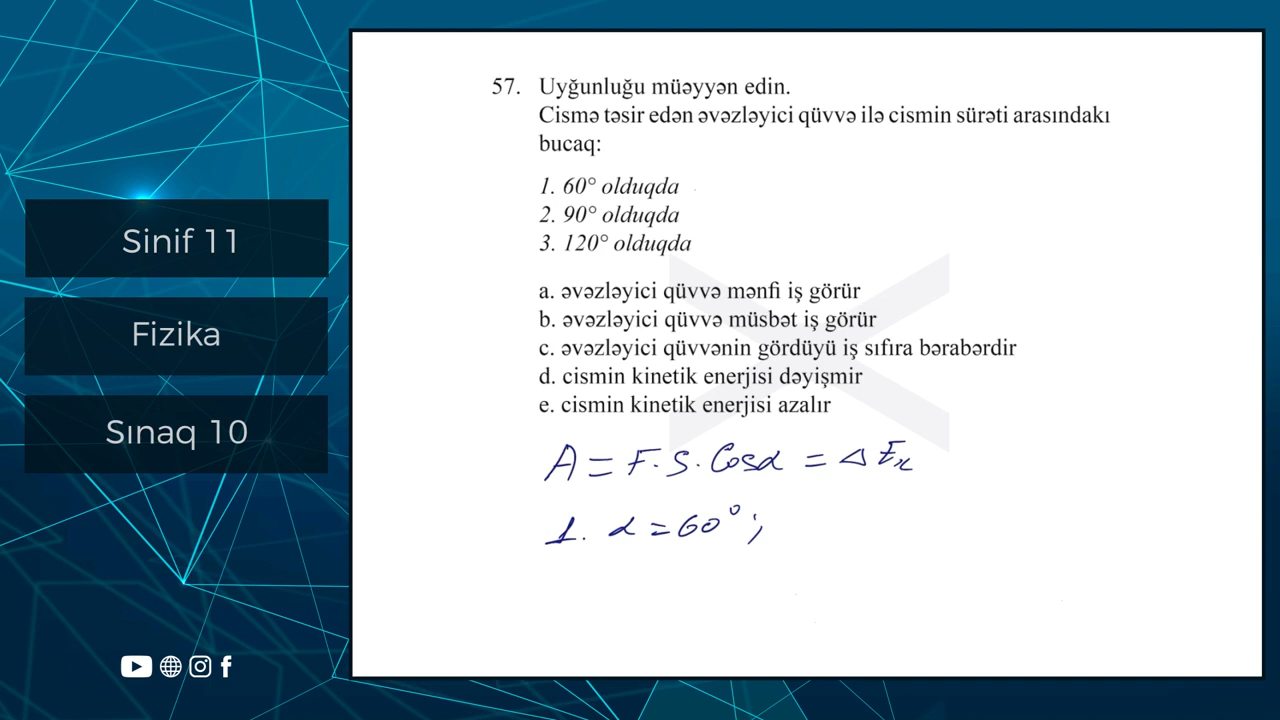 Sinif 11
Fizika
Sınaq 10
57. Uyğunluğu müəyyən edin.
Cismə təsir edən əvəzləyici qüvvə ilə cismin sürəti arasındakı
bucaq:
1. 60° olduqda
2. 90° olduqda
3. 120° olduqda
a. əvəzləyici qüvvə mənfi iş görür
b. əvəzləyici qüvvə müsbət iş görür
c. əvəzləyici qüvvənin gördüyü iş sıfıra bərabərdir
d. cismin kinetik enerjisi dəyişmir
e. cismin kinetik enerjisi azalır
A = F. S. Cosα = Δ Eₖ
1. α = 60° ;